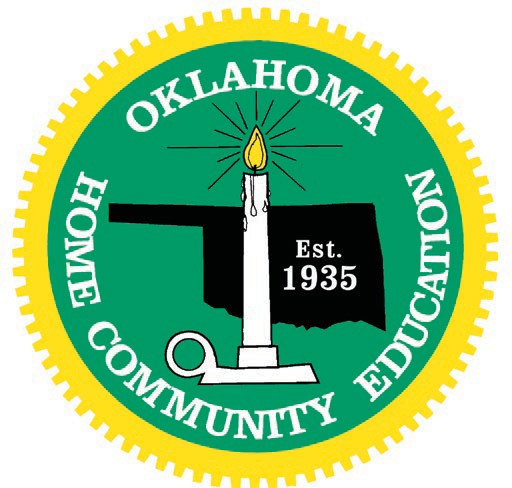 OKLAHOMA
HOME COMMUNITY EDUCATION
Est.
1935